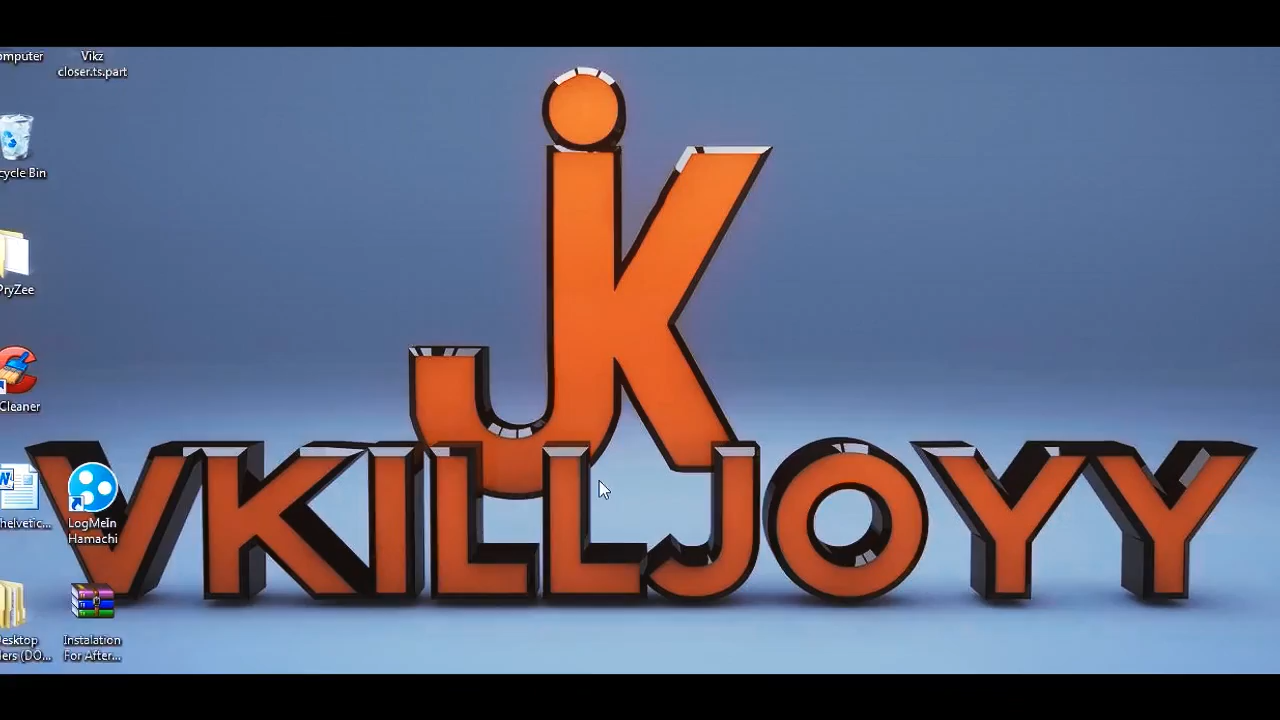 omputer
Vikz
closer.ts.part
cycle Bin
PryZee
Cleaner
helvetic...
LogMeIn
Hamachi
esktop
lers (DO...
Instalation
For After...
jK
VKILLJOYY